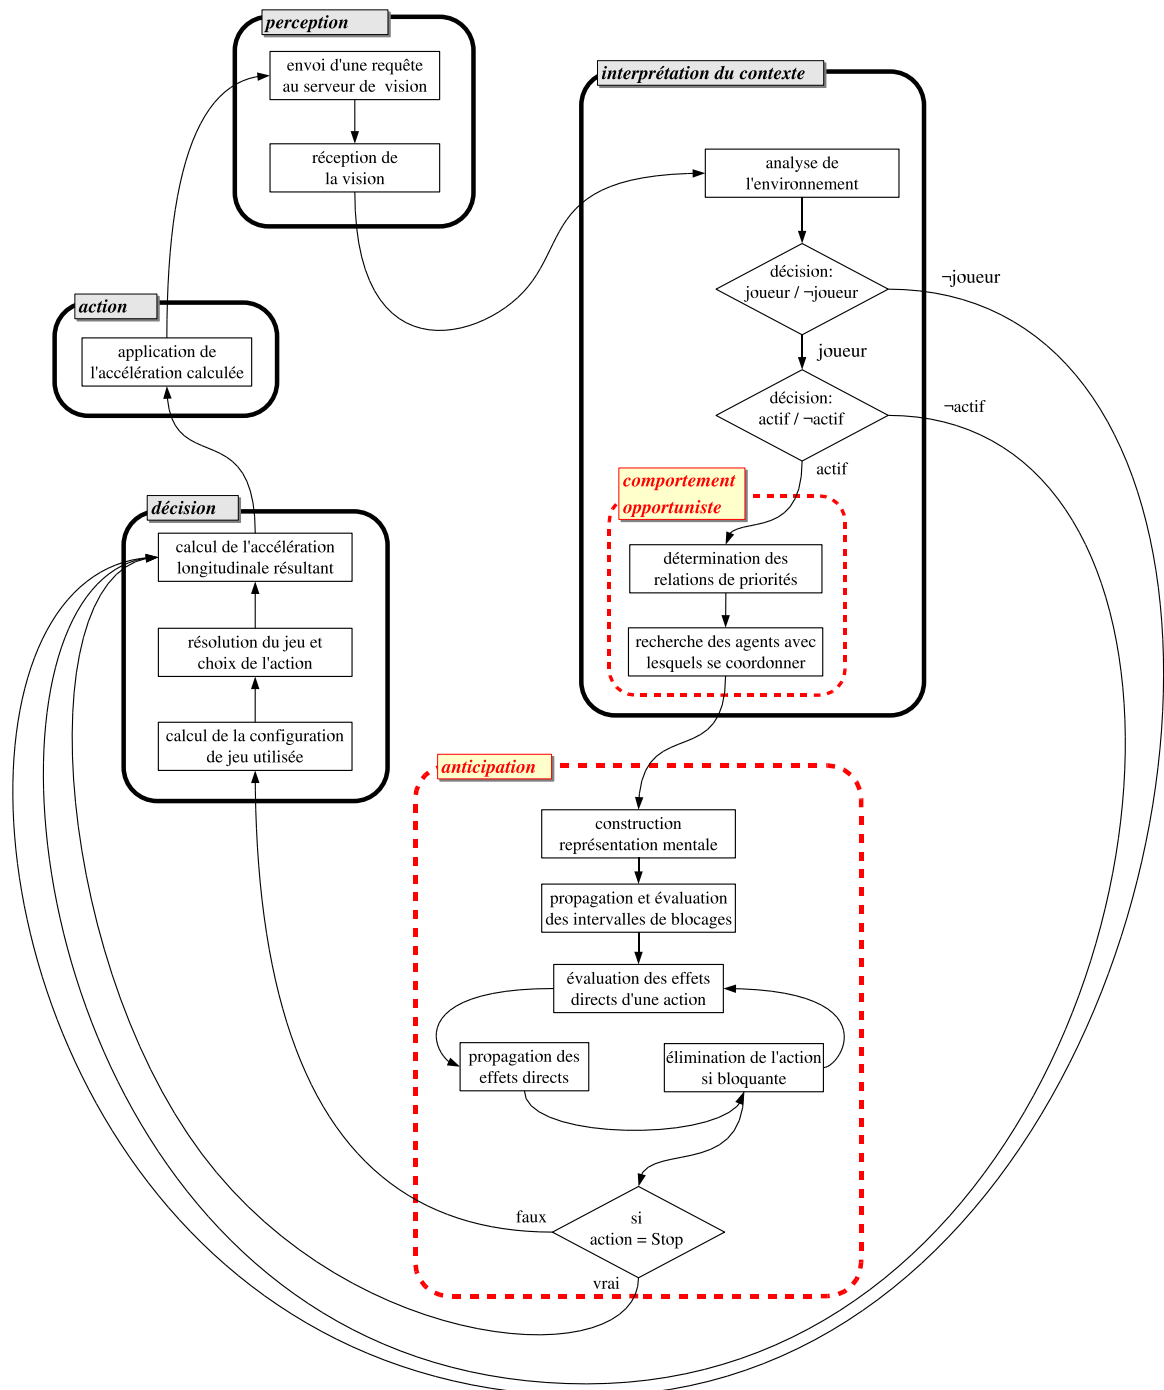 perception
envoi d'une requête
au serveur de vision
réception de
la vision
interprétation du contexte
analyse de
l'environnement
décision:
joueur / ¬joueur
¬joueur
joueur
décision:
actif / ¬actif
¬actif
actif
comportement
opportuniste
détermination des
relations de priorités
recherche des agents avec
lesquels se coordonner
action
application de
l'accélération calculée
décision
calcul de l'accélération
longitudinale résultant
résolution du jeu et
choix de l'action
calcul de la configuration
de jeu utilisée
anticipation
construction
représentation mentale
propagation et évaluation
des intervalles de blocages
évaluation des effets
directs d'une action
propagation des
effets directs
élimination de l'action
si bloquante
si
action = Stop
faux
vrai